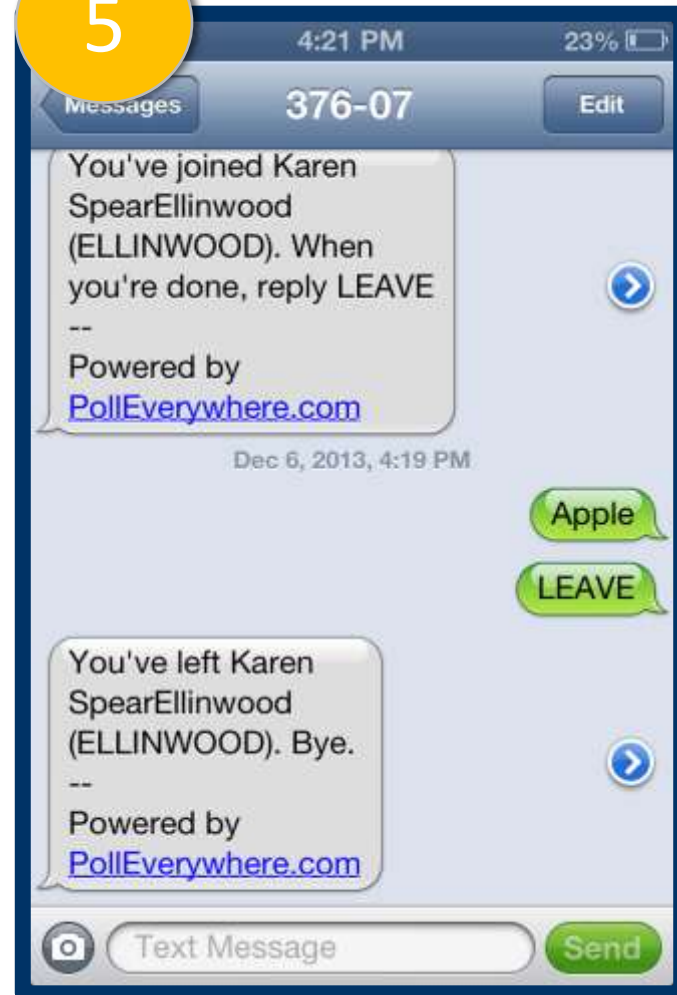 5
4:21 PM 23%
Messages 376-07 Edit
You've joined Karen
SpearEllinwood
(ELLINWOOD). When
you're done, reply LEAVE
--
Powered by
PollEverywhere.com
Dec 6, 2013, 4:19 PM
Apple
LEAVE
You've left Karen
SpearEllinwood
(ELLINWOOD). Bye.
--
Powered by
PollEverywhere.com
Text Message Send